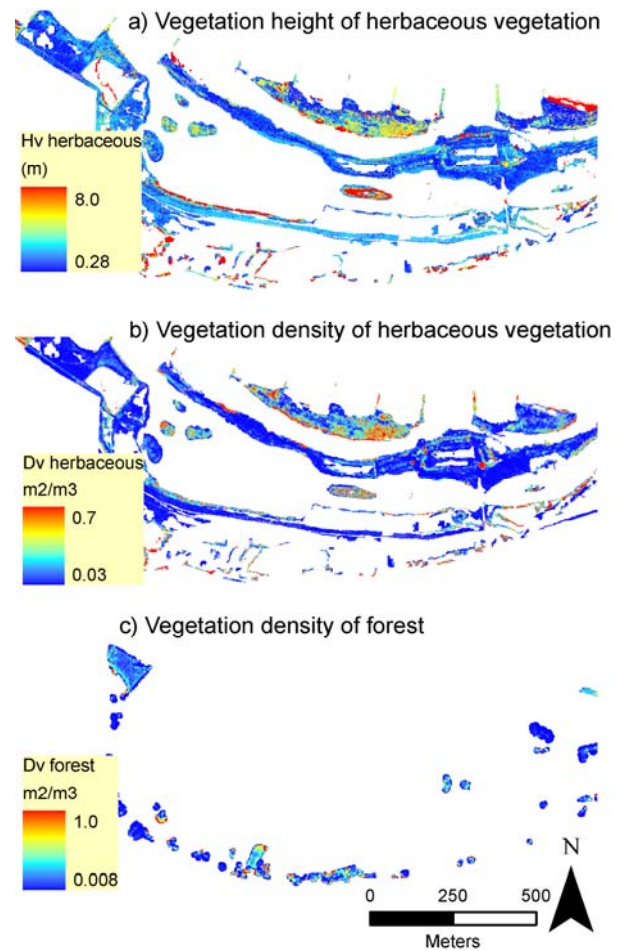 a) Vegetation height of herbaceous vegetation
Hv herbaceous
(m)
8.0
0.28
b) Vegetation density of herbaceous vegetation
Dv herbaceous
m2/m3
0.7
0.03
c) Vegetation density of forest
Dv forest
m2/m3
1.0
0.008
N
0 250 500
Meters